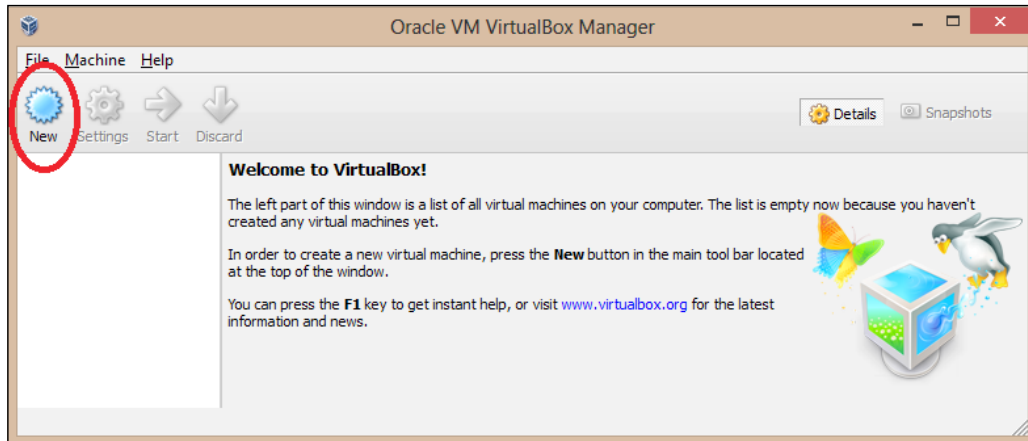 Oracle VM VirtualBox Manager
File Machine Help
New Settings Start Discard
Details Snapshots
Welcome to VirtualBox!
The left part of this window is a list of all virtual machines on your computer. The list is empty now because you haven't
created any virtual machines yet.
In order to create a new virtual machine, press the New button in the main tool bar located
at the top of the window.
You can press the F1 key to get instant help, or visit www.virtualbox.org for the latest
information and news.